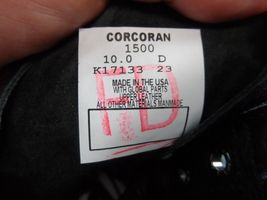 CORCORAN
1500
10.0 D
K17133 23
MADE IN THE USA
WITH GLOBAL PARTS
UPPER LEATHER
ALL OTHER MATERIALS MANMADE
RD